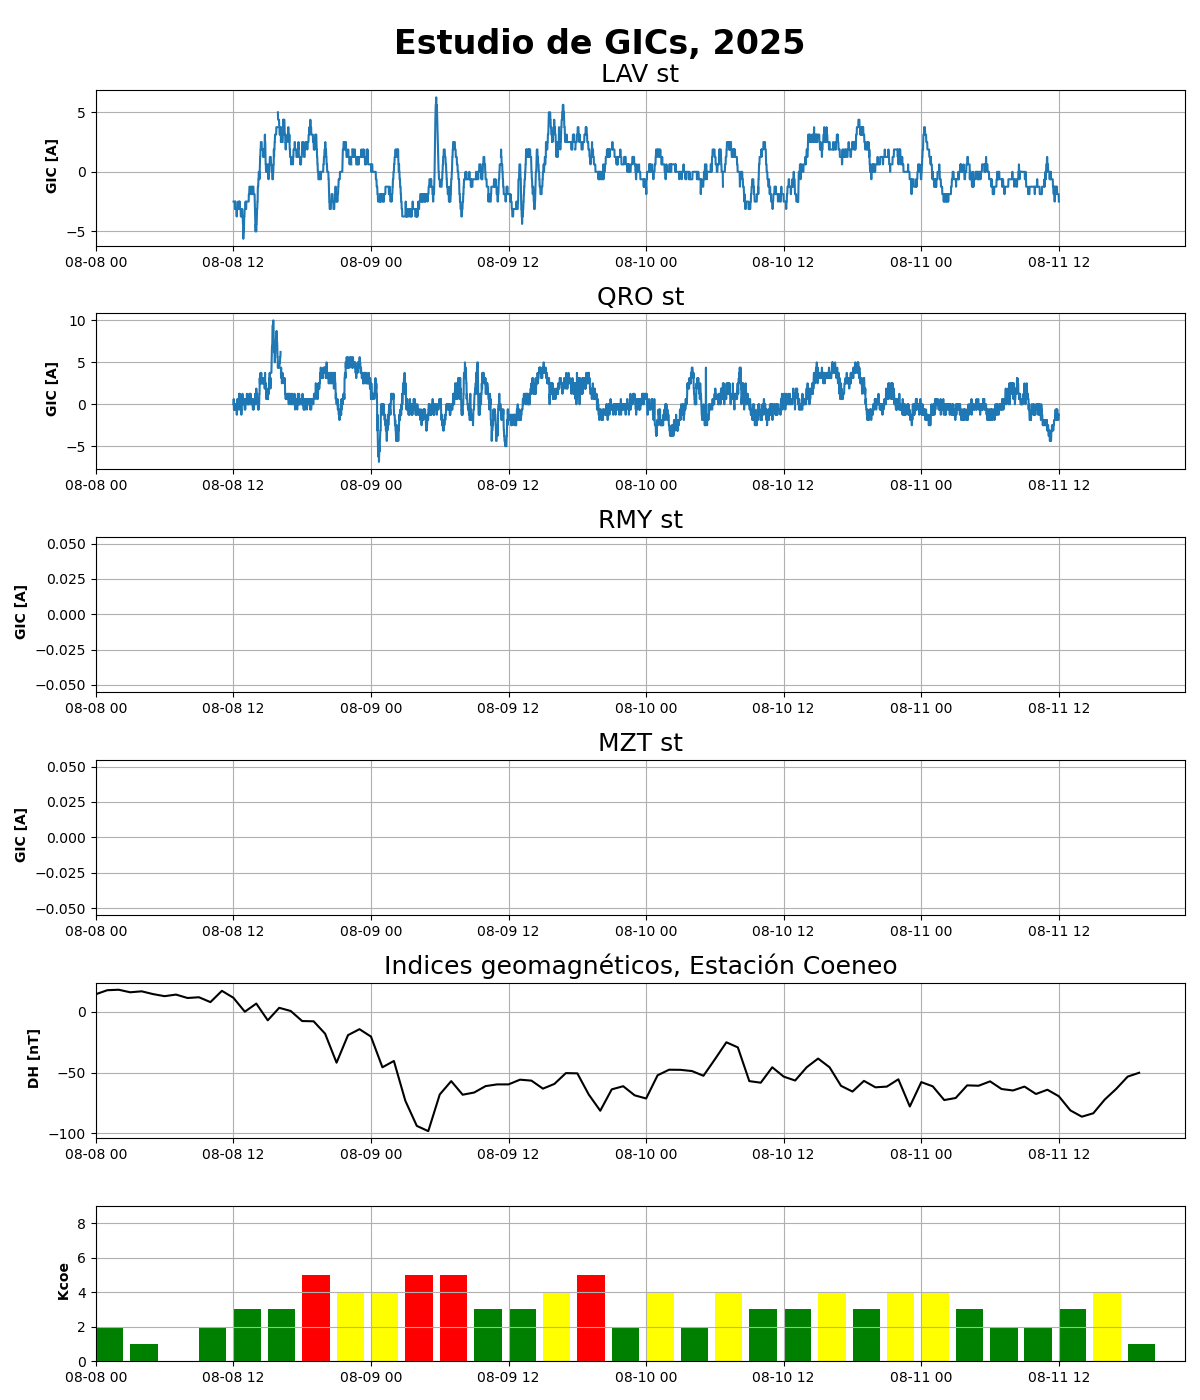 Estudio de GICs, 2025
LAV st
GIC [A]
5
0
−5
08-08 00 08-08 12 08-09 00 08-09 12 08-10 00 08-10 12 08-11 00 08-11 12
QRO st
GIC [A]
10
5
0
−5
08-08 00 08-08 12 08-09 00 08-09 12 08-10 00 08-10 12 08-11 00 08-11 12
RMY st
GIC [A]
0.050
0.025
0.000
−0.025
−0.050
08-08 00 08-08 12 08-09 00 08-09 12 08-10 00 08-10 12 08-11 00 08-11 12
MZT st
GIC [A]
0.050
0.025
0.000
−0.025
−0.050
08-08 00 08-08 12 08-09 00 08-09 12 08-10 00 08-10 12 08-11 00 08-11 12
Indices geomagnéticos, Estación Coeneo
DH [nT]
0
−50
−100
08-08 00 08-08 12 08-09 00 08-09 12 08-10 00 08-10 12 08-11 00 08-11 12
Kcoe
8
6
4
2
0
08-08 00 08-08 12 08-09 00 08-09 12 08-10 00 08-10 12 08-11 00 08-11 12